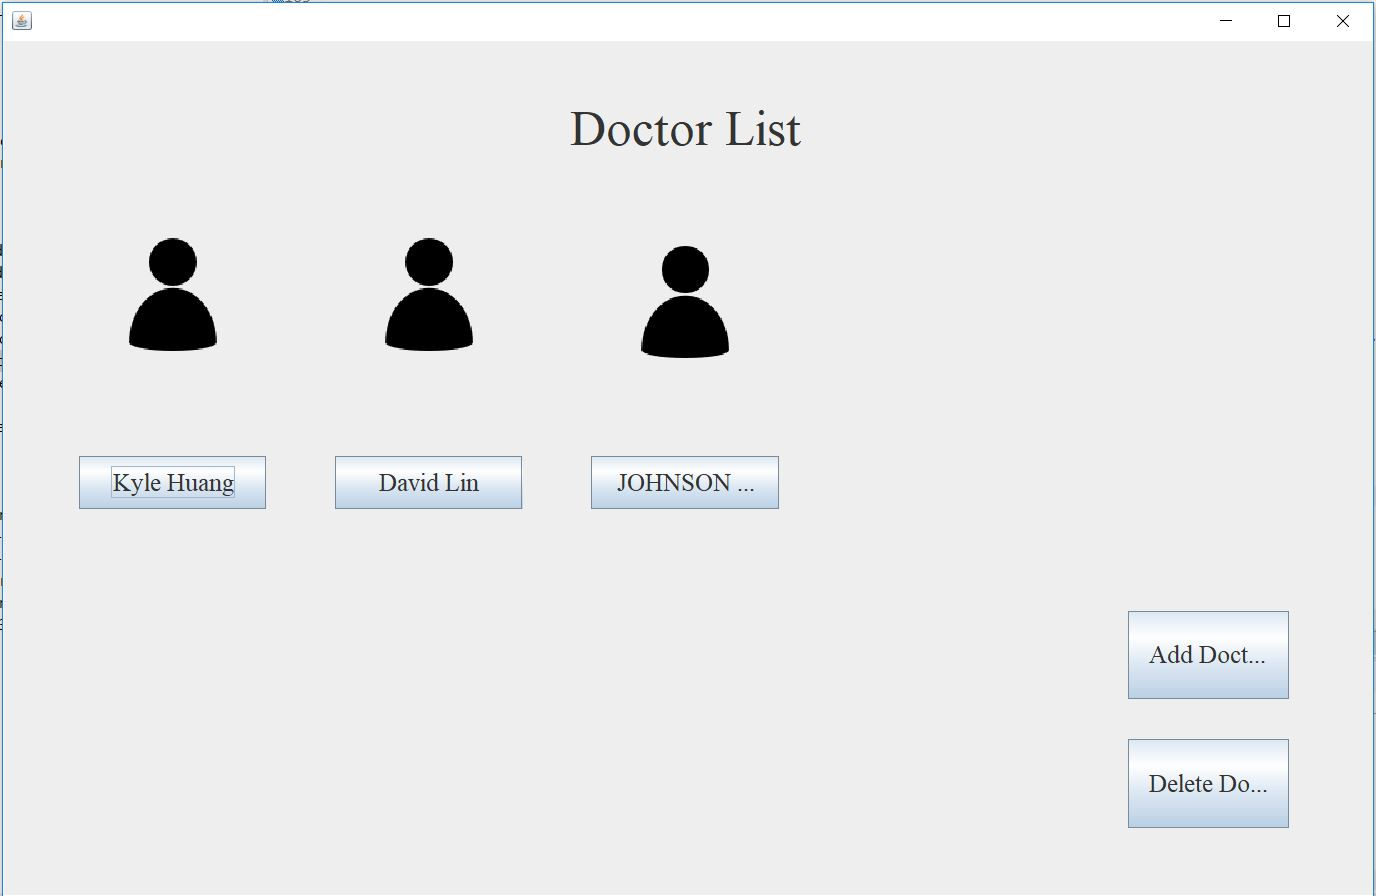 Doctor List
Kyle Huang
David Lin
JOHNSON ...
Add Doct...
Delete Do...